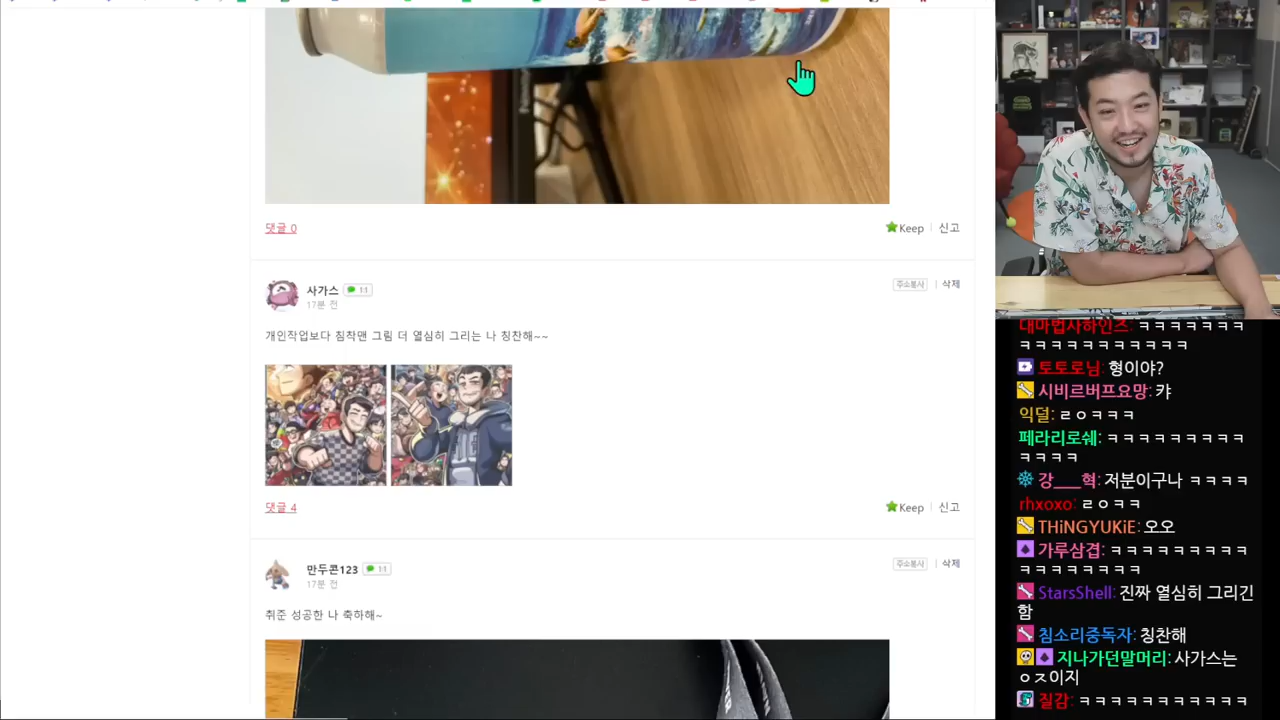 댓글 0
Keep
신고
사가스
1:1
17분 전
주소복사
삭제
개인작업보다 침착맨 그림 더 열심히 그리는 나 칭찬해~~
댓글 4
Keep
신고
만두콘123
1:1
17분 전
주소복사
삭제
취준 성공한 나 축하해~
대마법사하인즈: ㅋㅋㅋㅋㅋㅋㅋ
ㅋㅋㅋㅋㅋㅋㅋㅋㅋㅋㅋ
토토로님: 형이야?
시비르버프요망: 캬
익덜: ㄹㅇㅋㅋㅋ
페라리로쉐: ㅋㅋㅋㅋㅋㅋㅋㅋㅋ
ㅋㅋㅋㅋ
강___혁: 저분이구나 ㅋㅋㅋㅋ
rhxoxo: ㄹㅇㅋㅋ
THiNGYUKiE: 오오
가루삼겹: ㅋㅋㅋㅋㅋㅋㅋㅋㅋ
ㅋㅋㅋㅋㅋㅋㅋㅋ
StarsShell: 진짜 열심히 그리긴
함
침소리중독자: 칭찬해
지나가던말머리: 사가스는
ㅇㅈ이지
질감: ㅋㅋㅋㅋㅋㅋㅋㅋㅋㅋㅋ